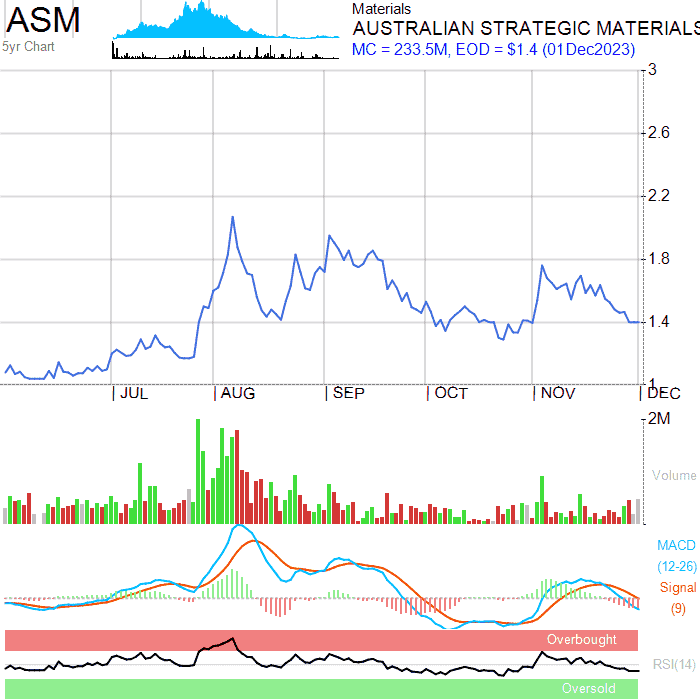 ASM
5yr Chart
Materials
AUSTRALIAN STRATEGIC MATERIALS
MC = 233.5M, EOD = $1.4 (01Dec2023)
3
2.6
2.2
1.8
1.4
1
JUL
AUG
SEP
OCT
NOV
DEC
2M
Volume
MACD
(12-26)
Signal
(9)
Overbought
RSI(14)
Oversold